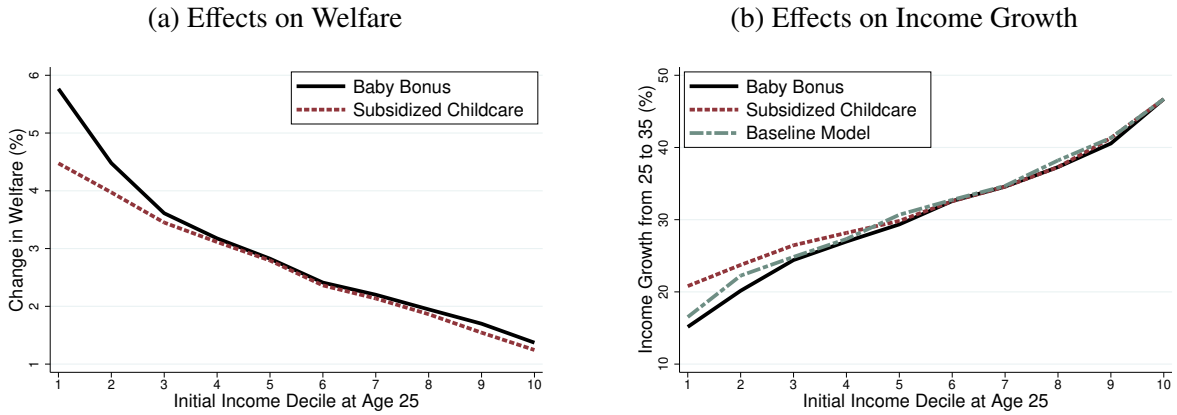 (a) Effects on Welfare
Change in Welfare (%)
6
5
4
3
2
1
Baby Bonus
Subsidized Childcare
1 2 3 4 5 6 7 8 9 10
Initial Income Decile at Age 25
(b) Effects on Income Growth
Income Growth from 25 to 35 (%)
50
40
30
20
10
Baby Bonus
Subsidized Childcare
Baseline Model
1 2 3 4 5 6 7 8 9 10
Initial Income Decile at Age 25